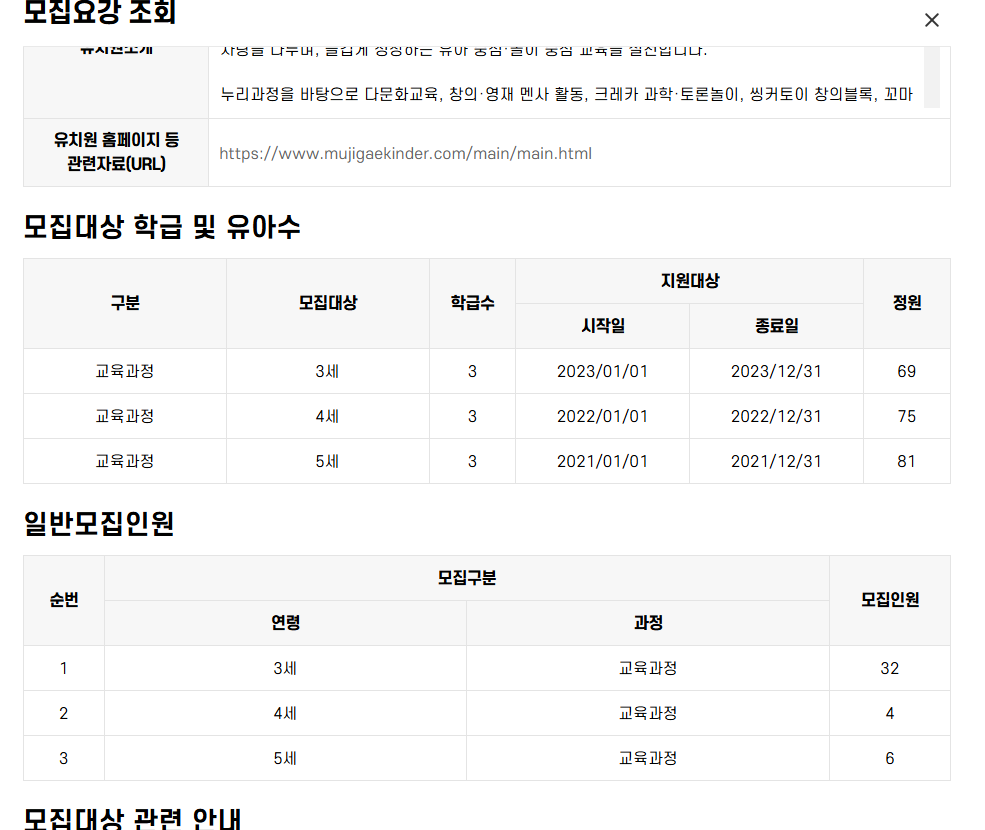 모집요강 조회
유치원소개
사랑을 나누며, 즐겁게 성장하는 유아 중심·놀이 중심 교육을 실천합니다.
누리과정을 바탕으로 다문화교육, 창의·영재 멘사 활동, 크레카 과학·토론놀이, 씽커토이 창의블록, 꼬마
유치원 홈페이지 등
관련자료(URL)
https://www.mujigaekinder.com/main/main.html
모집대상 학급 및 유아수
구분 모집대상 학급수 지원대상 정원
시작일 종료일
교육과정 3세 3 2023/01/01 2023/12/31 69
교육과정 4세 3 2022/01/01 2022/12/31 75
교육과정 5세 3 2021/01/01 2021/12/31 81
일반모집인원
순번 모집구분 모집인원
연령 과정
1 3세 교육과정 32
2 4세 교육과정 4
3 5세 교육과정 6
모집대상 관련 안내